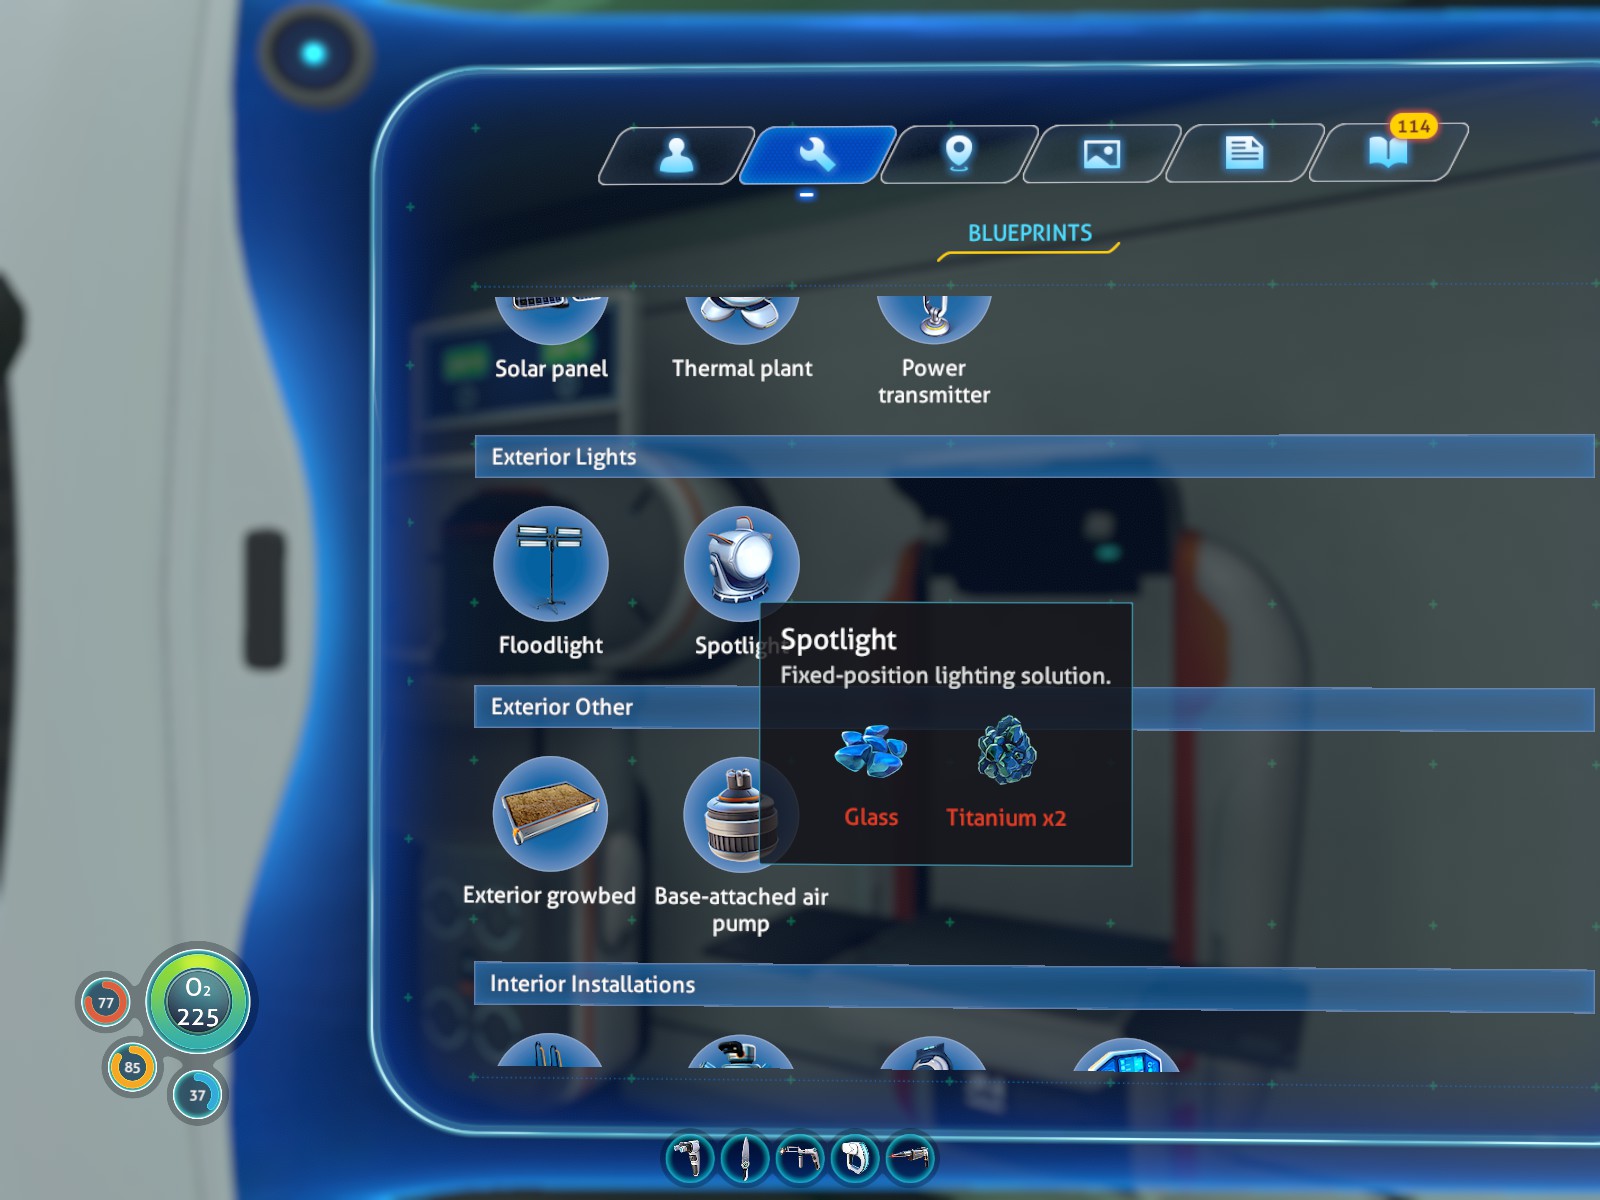 114
BLUEPRINTS
Solar panel
Thermal plant
Power
transmitter
Exterior Lights
Floodlight
Spotlight
Spotlight
Fixed-position lighting solution.
Glass
Titanium x2
Exterior Other
Exterior growbed
Base-attached air
pump
Interior Installations
O₂
225
77
85
37